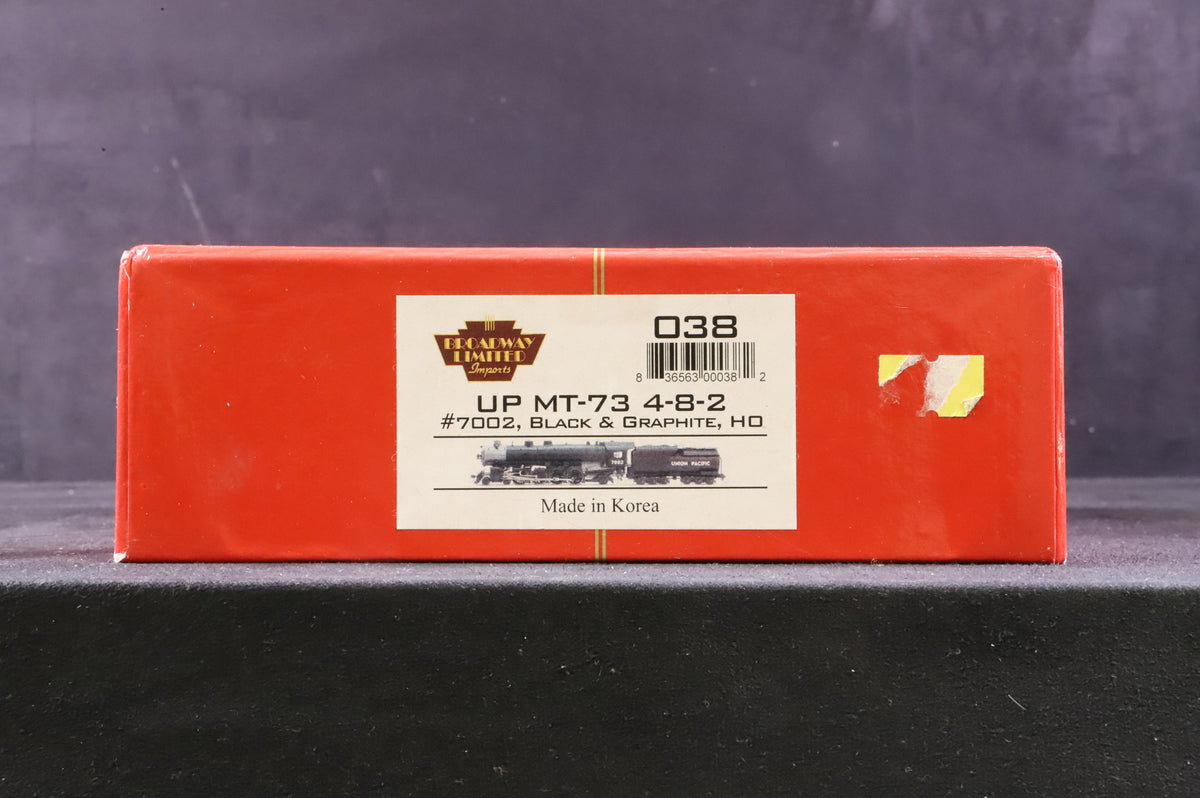 BROADWAY
LIMITED
Imports
038
8 36563 00038 2
UP MT-73 4-8-2
#7002, BLACK & GRAPHITE, HO
7002
UNION PACIFIC
Made in Korea